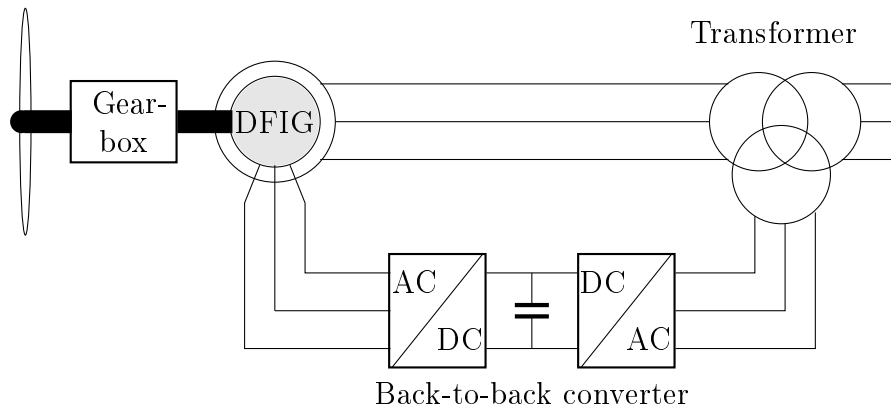 Transformer
Gear-
box
DFIG
AC
DC
DC
AC
Back-to-back converter